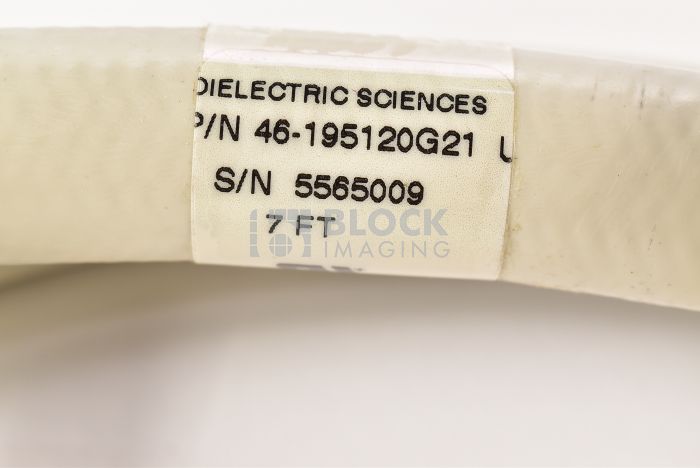 DIELECTRIC SCIENCES
P/N 46-195120G21 U
S/N 5565009
7 FT
BLOCK
IMAGING